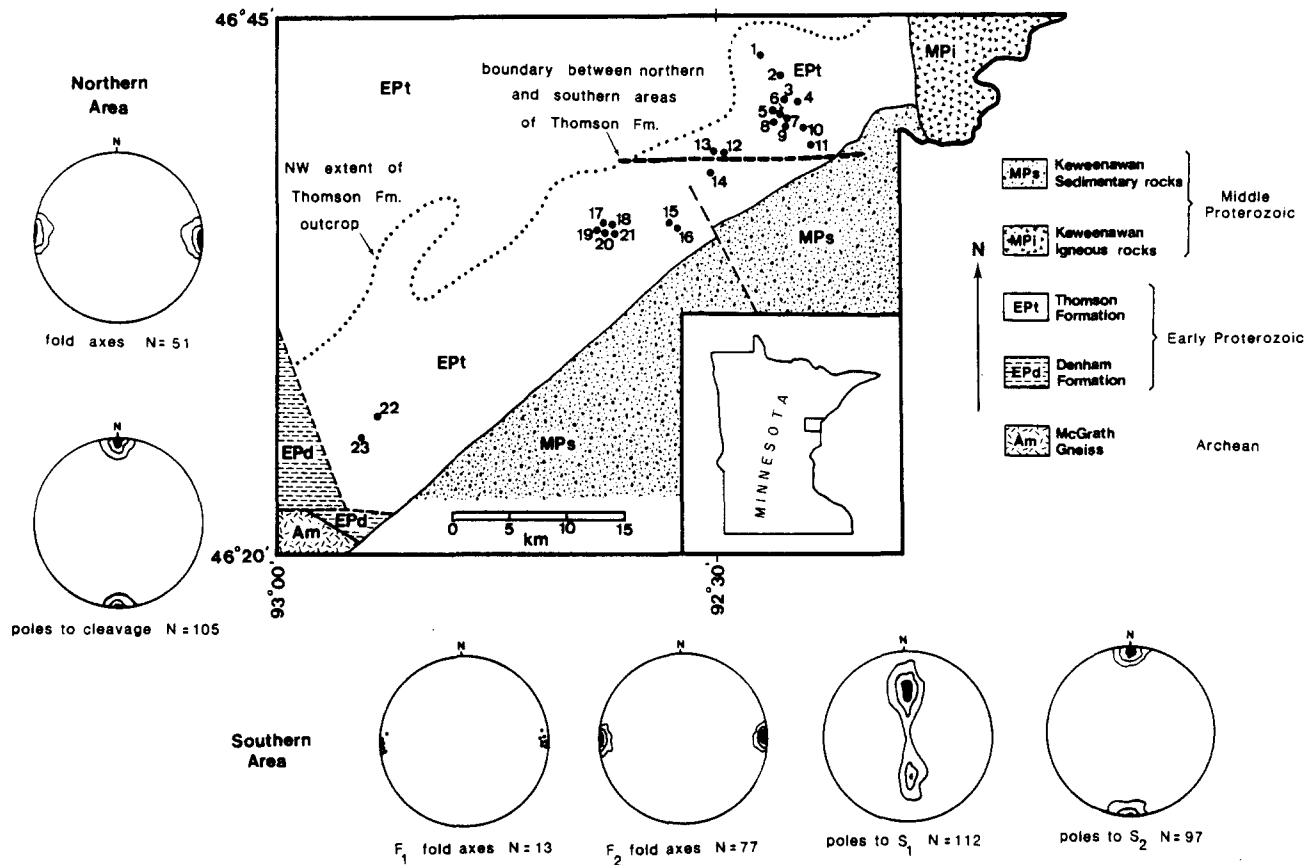 46°45'
Northern
Area
N
fold axes N=51
N
poles to cleavage N=105
EPt
boundary between northern
and southern areas
of Thomson Fm.
NW extent of
Thomson Fm.
outcrop
1
2
EPt
3
6
4
5
7
8
9
10
11
13
12
14
15
16
17
18
19
21
20
MPi
MPs
EPt
22
23
EPd
MPs
EPd
Am
0 5 10 15
km
MINNESOTA
46°20'
93°00'
92°30'
N
MPs Keweenawan
Sedimentary rocks
MPi Keweenawan
Igneous rocks
Middle
Proterozoic
EPt Thomson
Formation
EPd Denham
Formation
Early Proterozoic
Am McGrath
Gneiss
Archean
Southern
Area
N
F1 fold axes N=13
N
F2 fold axes N=77
N
poles to S1 N=112
N
poles to S2 N=97